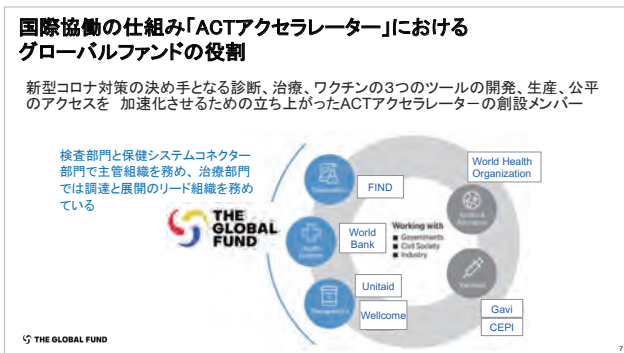 国際協働の仕組み「ACTアクセラレーター」における
グローバルファンドの役割
新型コロナ対策の決め手となる診断、治療、ワクチンの3つのツールの開発、生産、公平
のアクセスを 加速化させるための立ち上がったACTアクセラレーターの創設メンバー
検査部門と保健システムコネクター
部門で主管組織を務め、治療部門
では調達と展開のリード組織を務め
ている
THE
GLOBAL
FUND
FIND
World
Bank
Unitaid
Wellcome
Working with
■ Governments
■ Civil Society
■ Industry
World Health
Organization
Gavi
CEPI
THE GLOBAL FUND
7